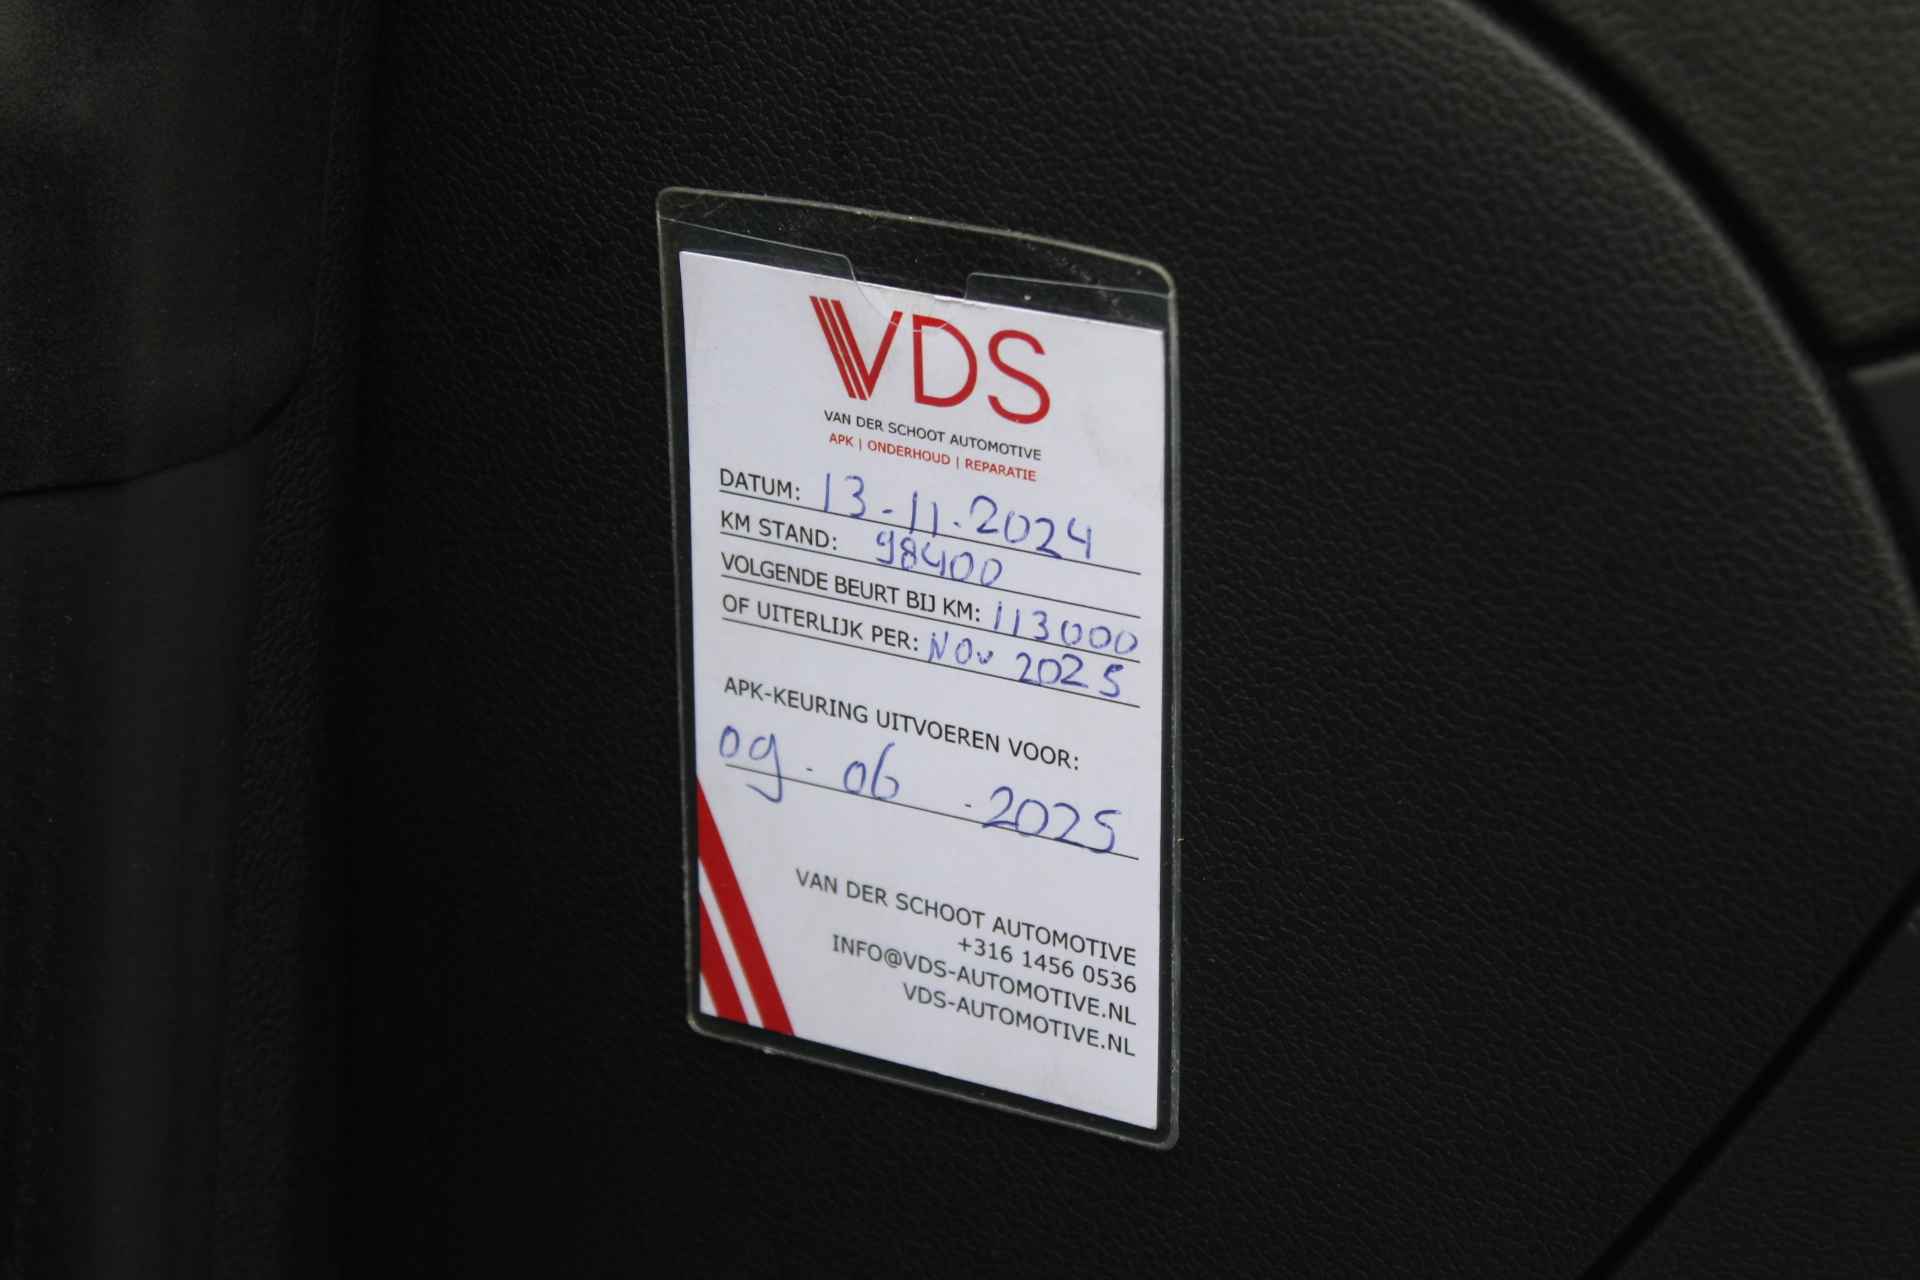 VDS
VAN DER SCHOOT AUTOMOTIVE
APK | ONDERHOUD | REPARATIE
DATUM: 13-11-2024
KM STAND: 98400
VOLGENDE BEURT BIJ KM: 113000
OF UITERLIJK PER: Nov 2025
APK-KEURING UITVOEREN VOOR:
09-06-2025
VAN DER SCHOOT AUTOMOTIVE
+316 1456 0536
INFO@VDS-AUTOMOTIVE.NL
VDS-AUTOMOTIVE.NL